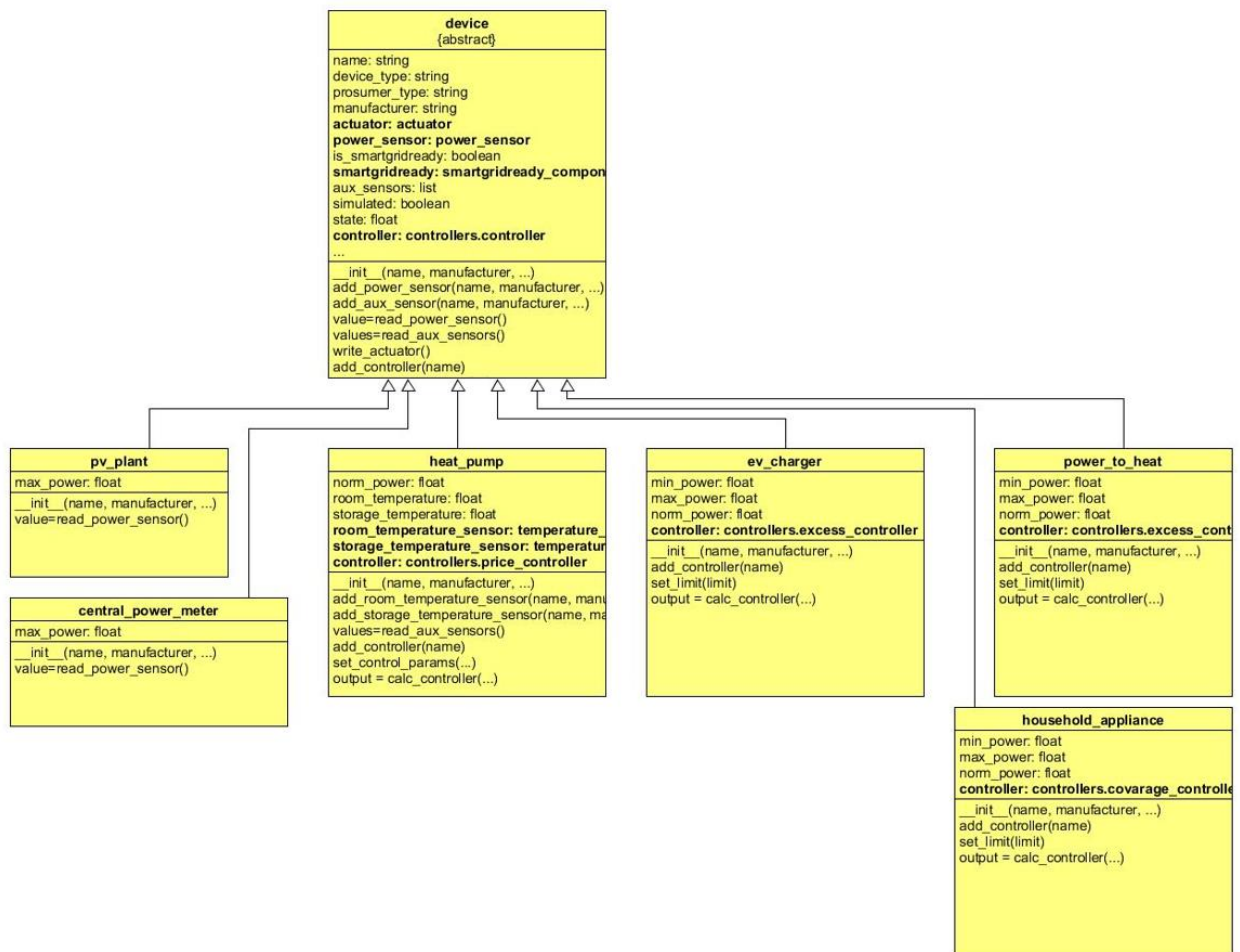 device
{abstract}
name: string
device_type: string
prosumer_type: string
manufacturer: string
actuator: actuator
power_sensor: power_sensor
is_smartgridready: boolean
smartgridready: smartgridready_compon
aux_sensors: list
simulated: boolean
state: float
controller: controllers.controller
...
__init__(name, manufacturer, ...)
add_power_sensor(name, manufacturer, ...)
add_aux_sensor(name, manufacturer, ...)
value=read_power_sensor()
values=read_aux_sensors()
write_actuator()
add_controller(name)
pv_plant
max_power: float
__init__(name, manufacturer, ...)
value=read_power_sensor()
central_power_meter
max_power: float
__init__(name, manufacturer, ...)
value=read_power_sensor()
heat_pump
norm_power: float
room_temperature: float
storage_temperature: float
room_temperature_sensor: temperature_
storage_temperature_sensor: temperatur
controller: controllers.price_controller
__init__(name, manufacturer, ...)
add_room_temperature_sensor(name, manu
add_storage_temperature_sensor(name, ma
values=read_aux_sensors()
add_controller(name)
set_control_params(...)
output = calc_controller(...)
ev_charger
min_power: float
max_power: float
norm_power: float
controller: controllers.excess_controller
__init__(name, manufacturer, ...)
add_controller(name)
set_limit(limit)
output = calc_controller(...)
power_to_heat
min_power: float
max_power: float
norm_power: float
controller: controllers.excess_cont
__init__(name, manufacturer, ...)
add_controller(name)
set_limit(limit)
output = calc_controller(...)
household_appliance
min_power: float
max_power: float
norm_power: float
controller: controllers.covarage_controlle
__init__(name, manufacturer, ...)
add_controller(name)
set_limit(limit)
output = calc_controller(...)